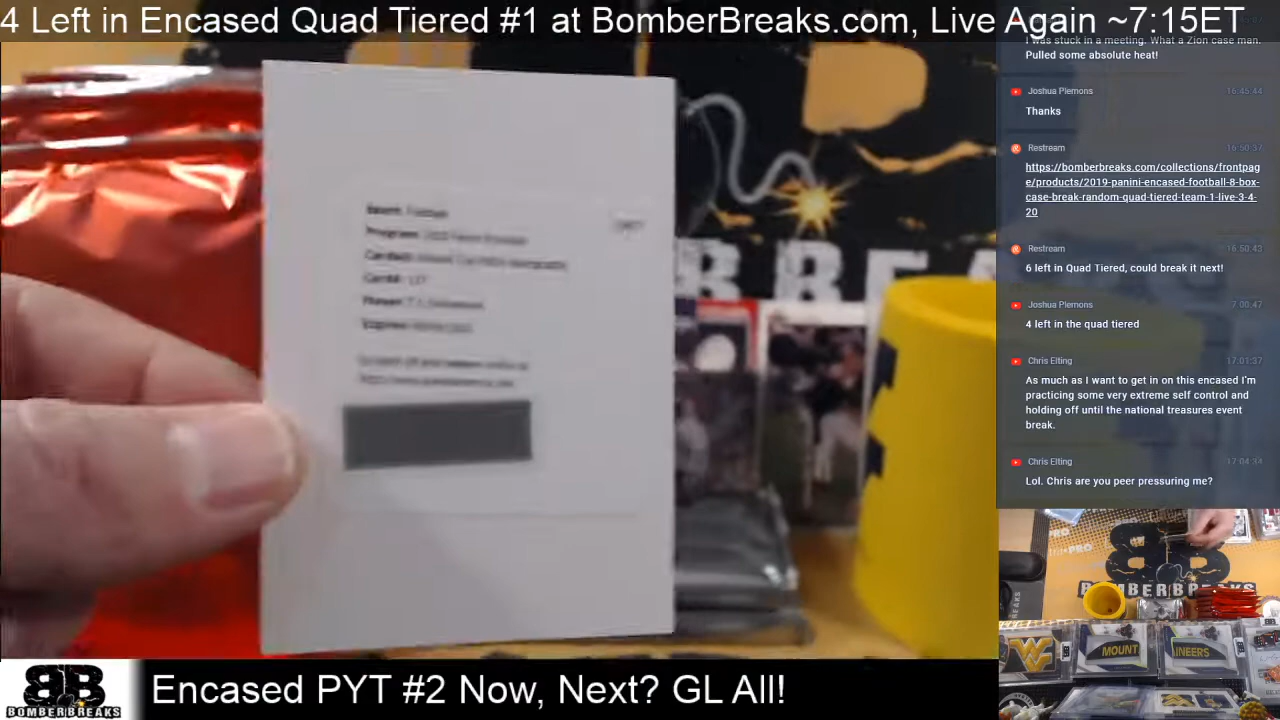 4 Left in Encased Quad Tiered #1 at BomberBreaks.com, Live Again ~7:15ET
I was stuck in a meeting. What a Zion case man.
Pulled some absolute heat!
Joshua Plemons 16:45:44
Thanks
Restream 16:50:37
https://bomberbreaks.com/collections/frontpag
e/products/2019-panini-encased-football-8-box-
case-break-random-quad-tiered-team-1-live-3-4-
20
Restream 16:50:42
6 left in Quad Tiered, could break it next!
Joshua Plemons 7:00:47
4 left in the quad tiered
Chris Elting 17:01:37
As much as I want to get in on this encased I'm
practicing some very extreme self control and
holding off until the national treasures event
break.
Chris Elting 17:04:34
Lol. Chris are you peer pressuring me?
Player:
BB
BOMBERBREAKS
MOUNT
INEERS
BB
BOMBERBREAKS
Encased PYT #2 Now, Next? GL All!